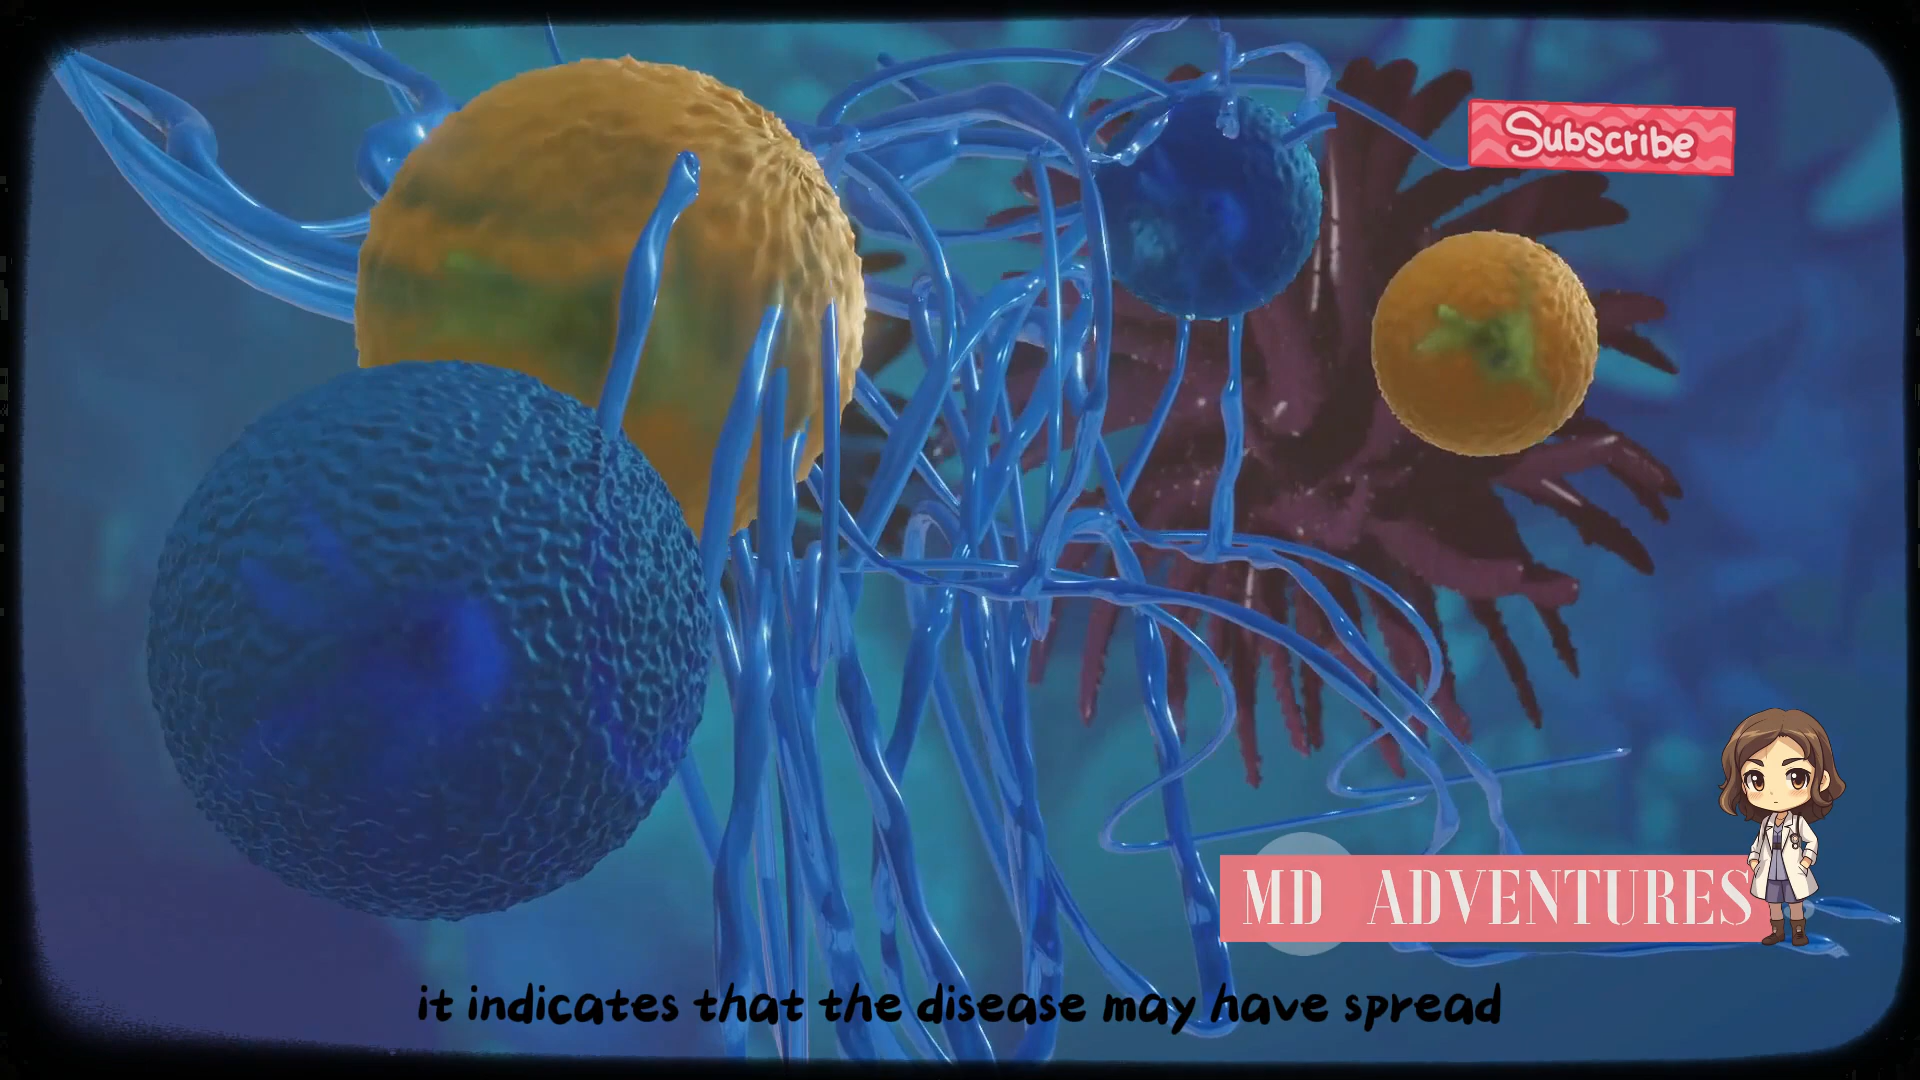 Subscribe
MD ADVENTURES
it indicates that the disease may have spread